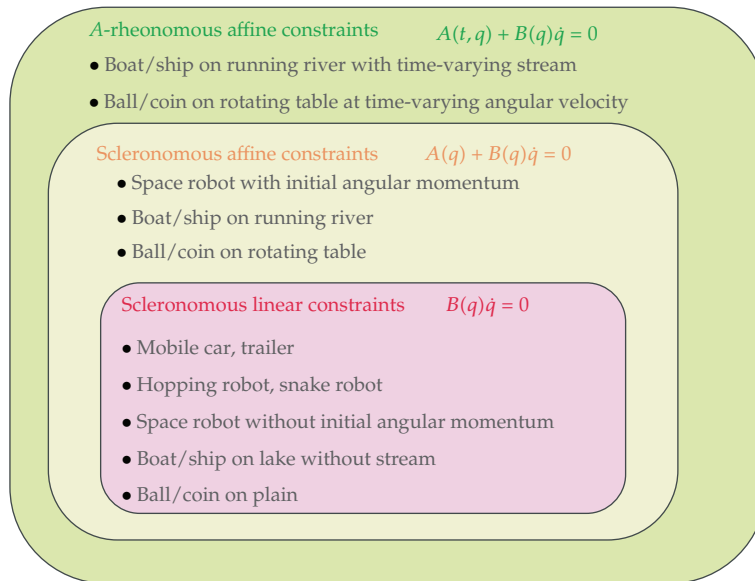 A-rheonomous affine constraints A(t, q) + B(q)q̇ = 0
● Boat/ship on running river with time-varying stream
● Ball/coin on rotating table at time-varying angular velocity
Scleronomous affine constraints A(q) + B(q)q̇ = 0
● Space robot with initial angular momentum
● Boat/ship on running river
● Ball/coin on rotating table
Scleronomous linear constraints B(q)q̇ = 0
● Mobile car, trailer
● Hopping robot, snake robot
● Space robot without initial angular momentum
● Boat/ship on lake without stream
● Ball/coin on plain